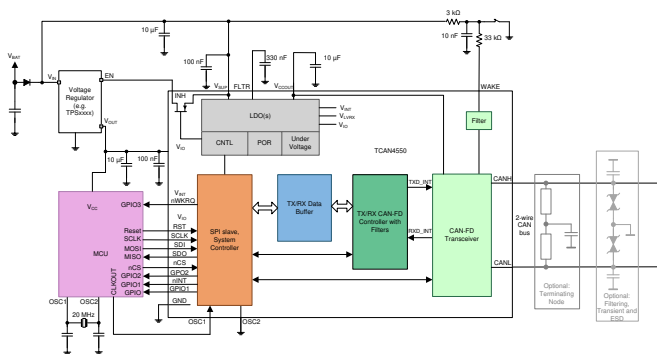 3 kΩ
10 µF
10 nF
33 kΩ
100 nF
330 nF
10 µF
VBAT
VIN
EN
Voltage
Regulator
(e.g.
TPSxxxx)
VOUT
INH
VSUP
FLTR
VCCOUT
WAKE
LDO(s)
VINT
VLVRX
VIO
VIO
CNTL
POR
Under
Voltage
Filter
TCAN4550
10 µF
100 nF
VCC
MCU
GPIO3
Reset
SCLK
MOSI
MISO
nCS
GPIO2
GPIO1
GPIO
CLKOUT
OSC1
OSC2
20 MHz
VINT
nWKRQ
VIO
RST
SCLK
SDI
SDO
nCS
GPO2
nINT
GPIO1
GND
OSC1
OSC2
SPI slave,
System
Controller
TX/RX Data
Buffer
TX/RX CAN-FD
Controller with
Filters
TXD_INT
RXD_INT
CAN-FD
Transceiver
CANH
CANL
2-wire
CAN
bus
Optional:
Terminating
Node
Optional:
Filtering,
Transient and
ESD